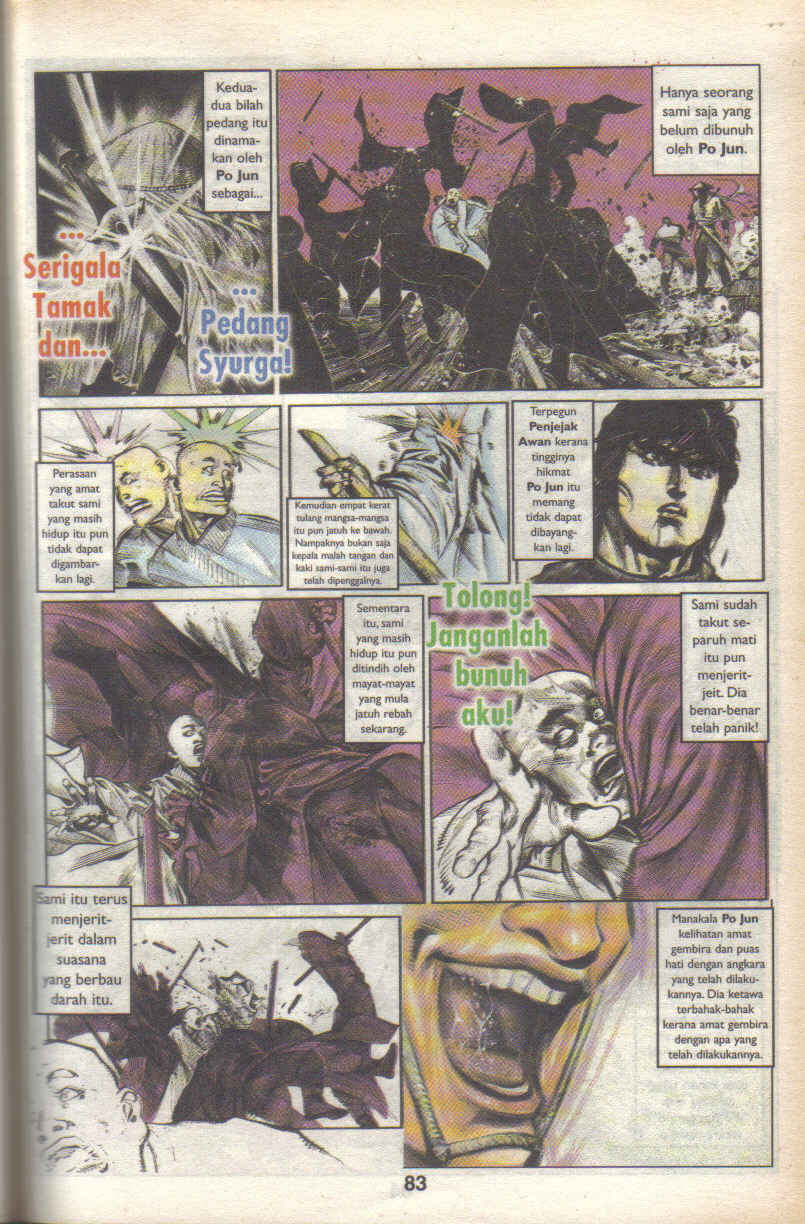 Kedua-
dua bilah
pedang itu
dinama-
kan oleh
Po Jun
sebagai...
...
Serigala
Tamak
dan...
...
Pedang
Syurga!
Hanya seorang
sami saja yang
belum dibunuh
oleh Po Jun.
Perasaan
yang amat
takut sami
yang masih
hidup itu pun
tidak dapat
digambar-
kan lagi.
Kemudian empat kerat
tulang mangsa-mangsa
itu pun jatuh ke bawah.
Nampaknya bukan saja
kepala malah tangan dan
kaki sami-sami itu juga
telah dipenggalnya.
Terpegun
Penjejak
Awan kerana
tingginya
hikmat
Po Jun itu
memang
tidak dapat
dibayang-
kan lagi.
Sementara
itu, sami
yang masih
hidup itu pun
ditindih oleh
mayat-mayat
yang mula
jatuh rebah
sekarang.
Tolong!
Janganlah
bunuh
aku!
Sami sudah
takut se-
paruh mati
itu pun
menjerit-
jeit. Dia
benar-benar
telah panik!
Sami itu terus
menjerit-
jerit dalam
suasana
yang berbau
darah itu.
Manakala Po Jun
kelihatan amat
gembira dan puas
hati dengan angkara
yang telah dilaku-
kannya. Dia ketawa
terbahak-bahak
kerana amat gembira
dengan apa yang
telah dilakukannya.
83